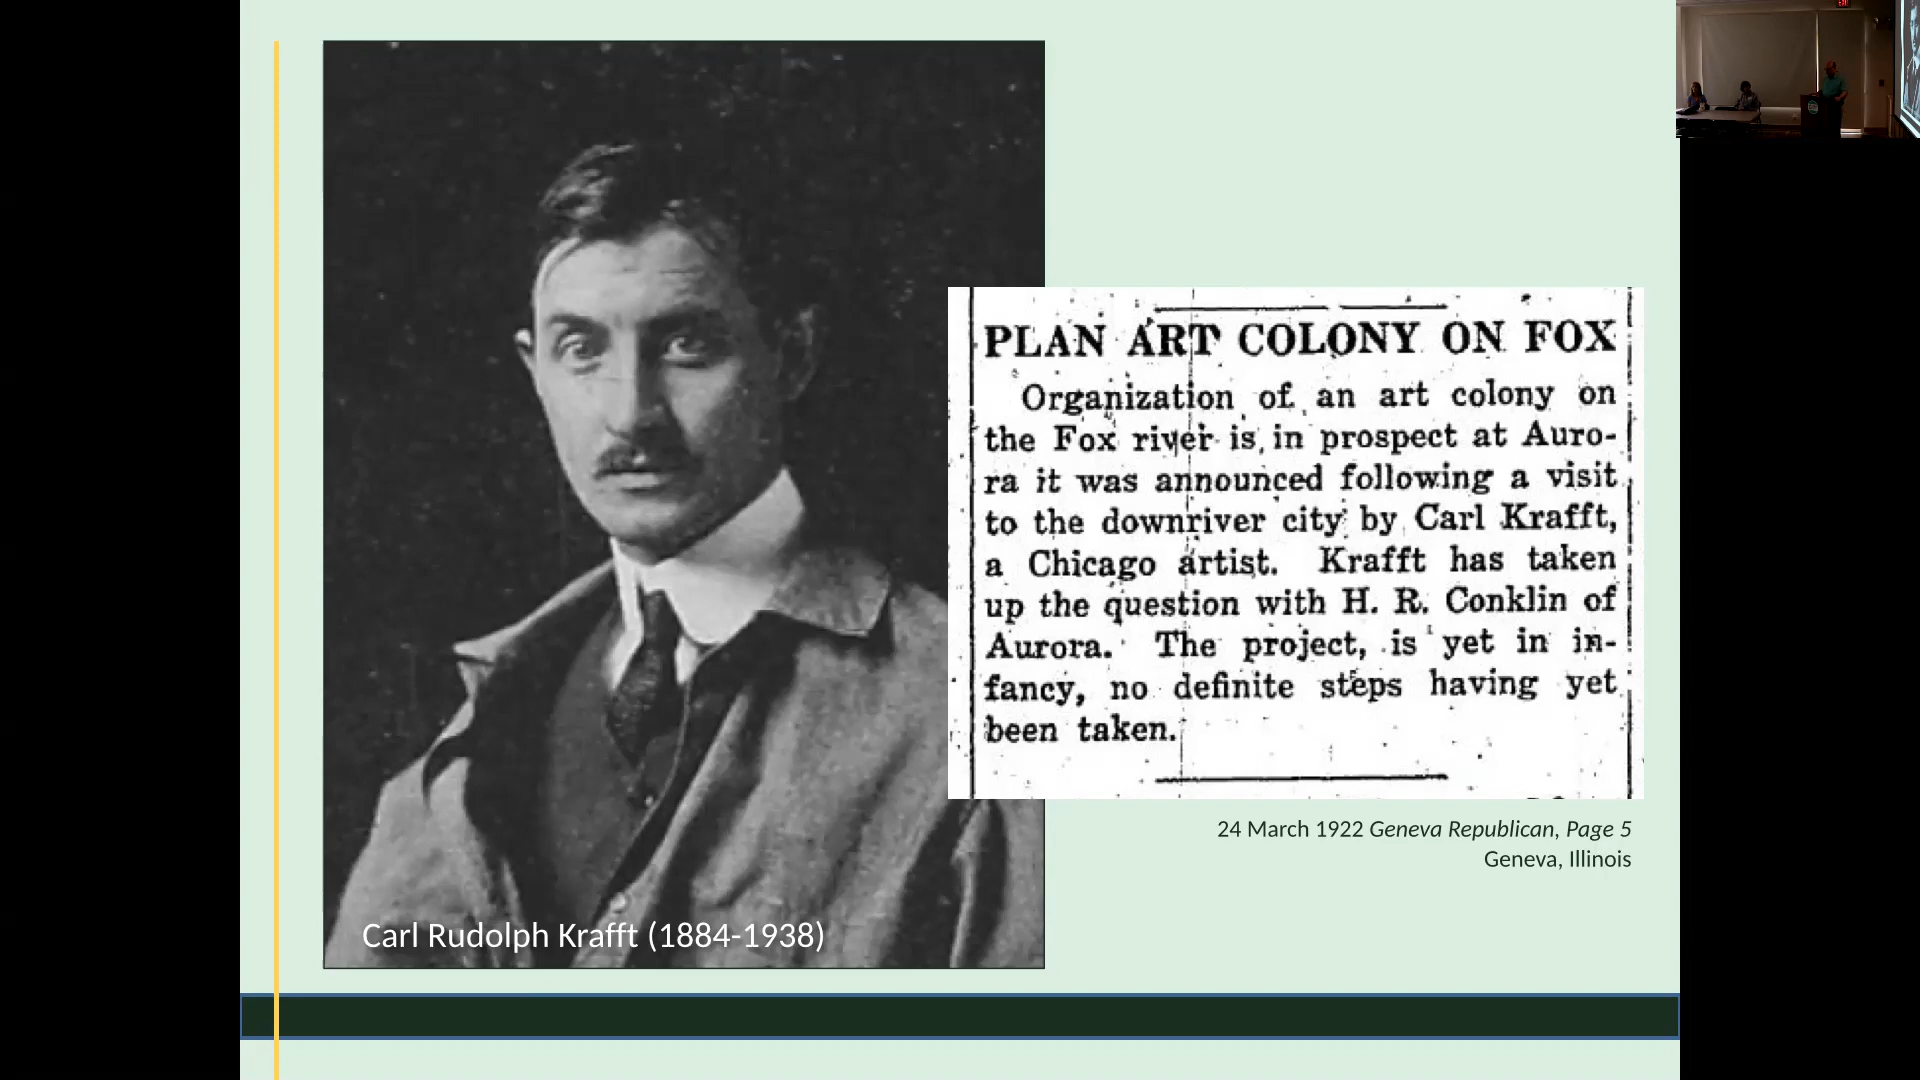 PLAN ART COLONY ON FOX
Organization of an art colony on
the Fox river is in prospect at Auro-
ra it was announced following a visit
to the downriver city by Carl Krafft,
a Chicago artist. Krafft has taken
up the question with H. R. Conklin of
Aurora. The project, is yet in in-
fancy, no definite steps having yet
been taken.
24 March 1922 Geneva Republican, Page 5
Geneva, Illinois
Carl Rudolph Krafft (1884-1938)